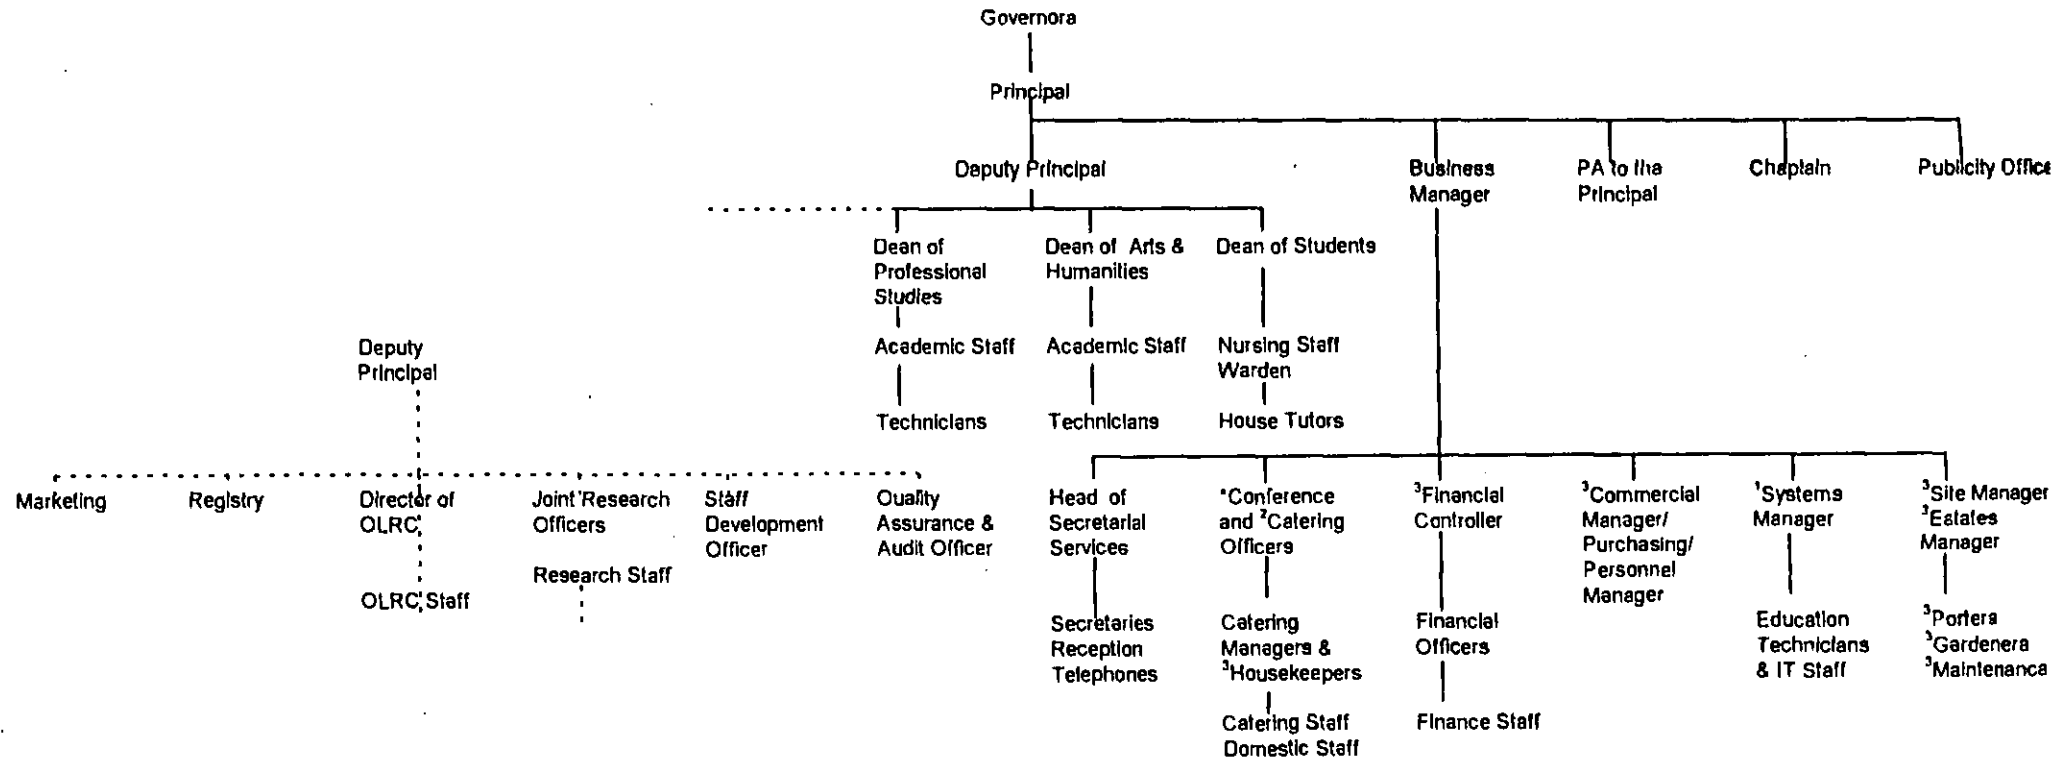 Governora
Principal
Deputy Principal
Business
Manager
PA to the
Principal
Chaplain
Publicity Office
Dean of
Professional
Studies
Dean of Arts &
Humanities
Dean of Students
Academic Staff
Academic Staff
Nursing Staff
Warden
Technicians
Technicians
House Tutors
Deputy
Principal
Marketing
Registry
Director of
OLRC
Joint Research
Officers
Staff
Development
Officer
Quality
Assurance &
Audit Officer
OLRC Staff
Research Staff
Head of
Secretarial
Services
*Conference
and ²Catering
Officers
³Financial
Controller
³Commercial
Manager/
Purchasing/
Personnel
Manager
¹Systems
Manager
³Site Manager
³Estates
Manager
Secretaries
Reception
Telephones
Catering
Managers &
³Housekeepers
Catering Staff
Domestic Staff
Financial
Officers
Finance Staff
Education
Technicians
& IT Staff
³Portera
³Gardenera
³Maintenanca